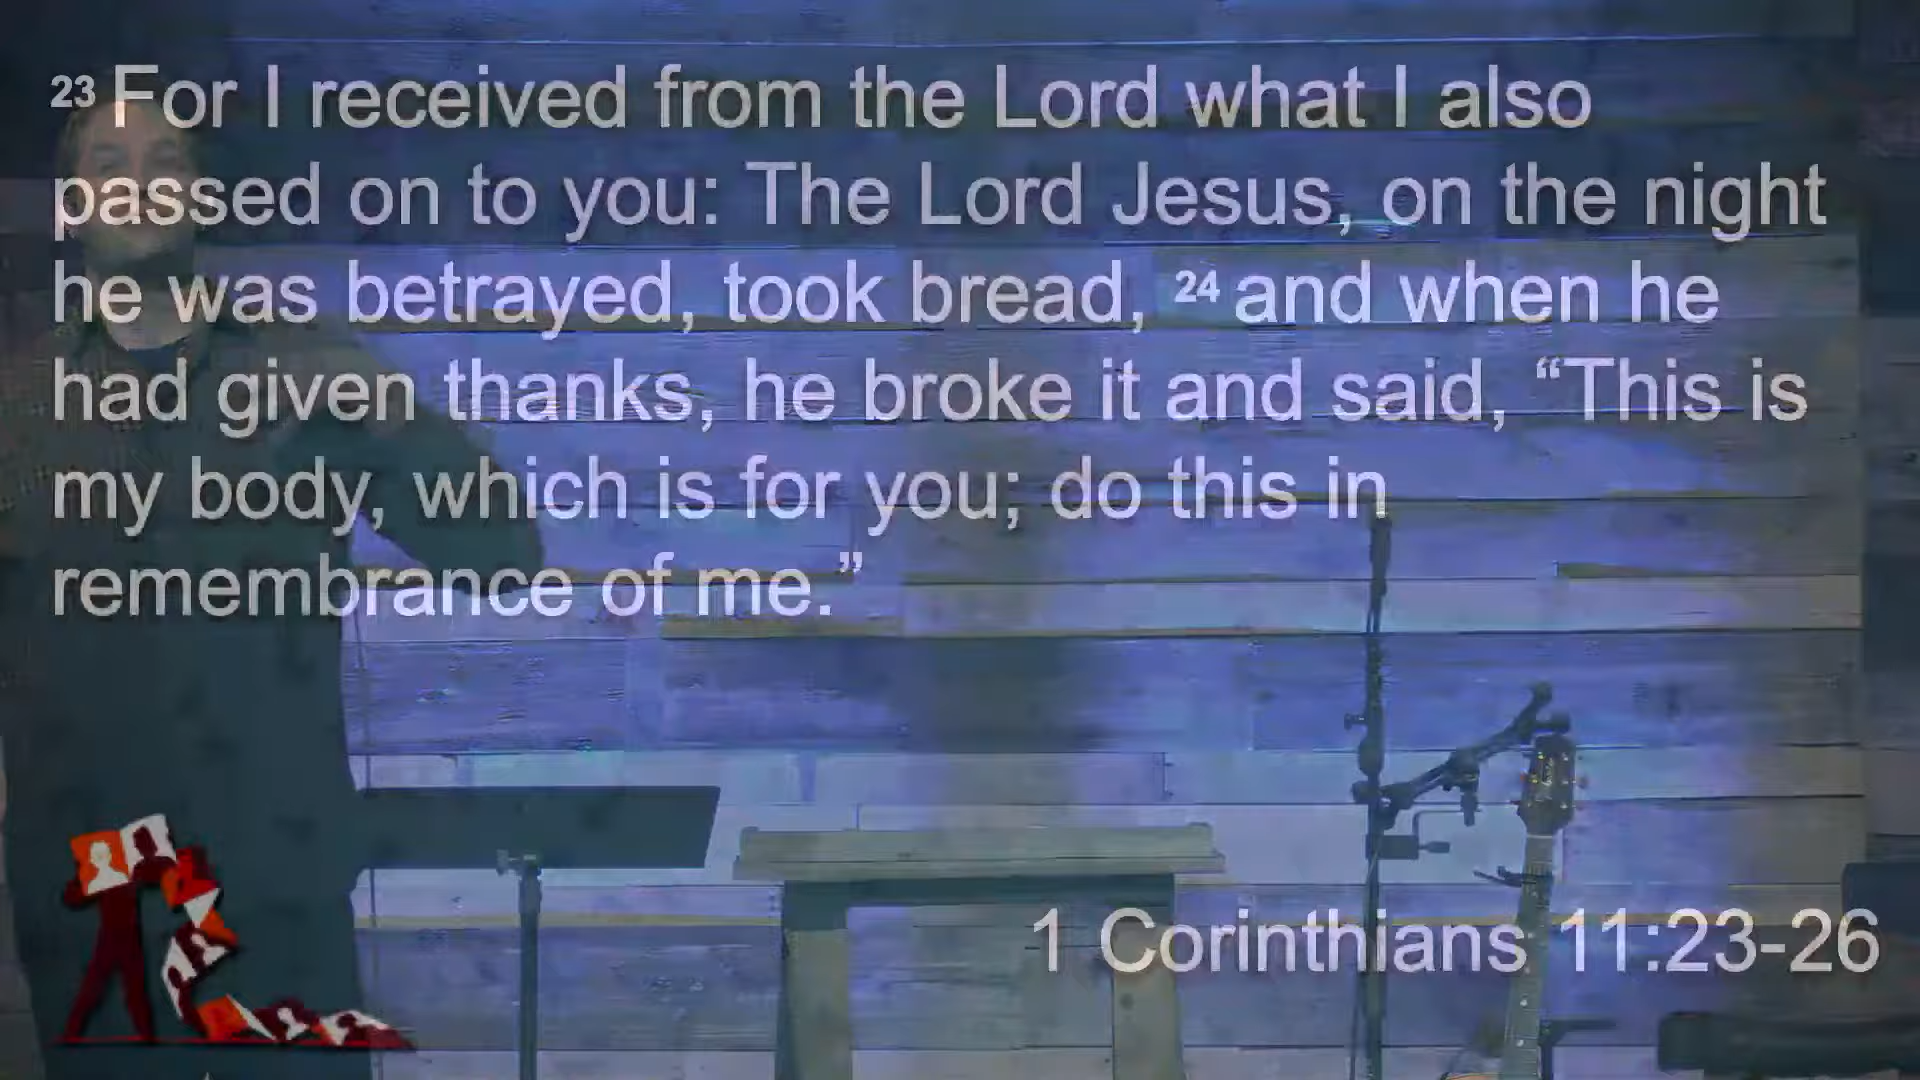 23 For I received from the Lord what I also
passed on to you: The Lord Jesus, on the night
he was betrayed, took bread, 24 and when he
had given thanks, he broke it and said, “This is
my body, which is for you; do this in
remembrance of me.”
1 Corinthians 11:23-26